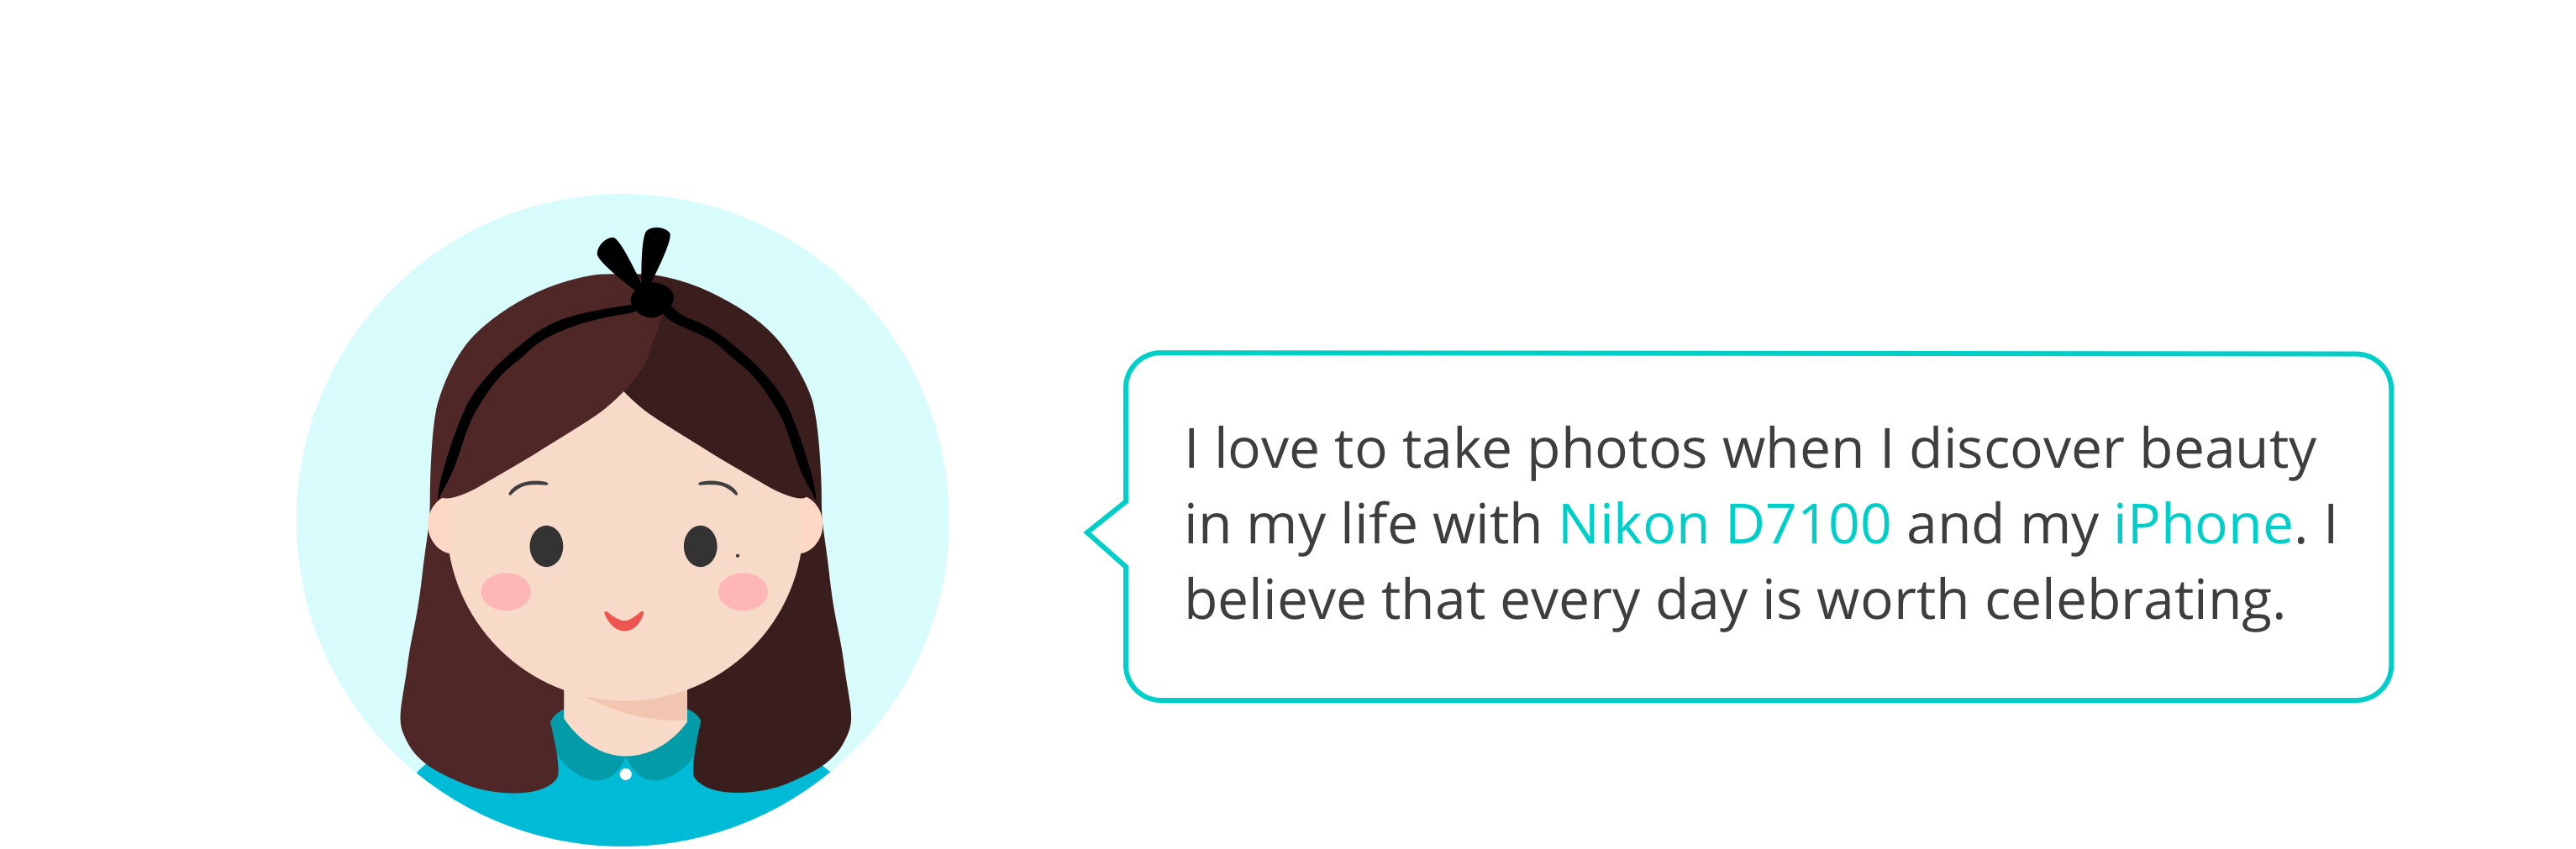 I love to take photos when I discover beauty
in my life with Nikon D7100 and my iPhone. I
believe that every day is worth celebrating.